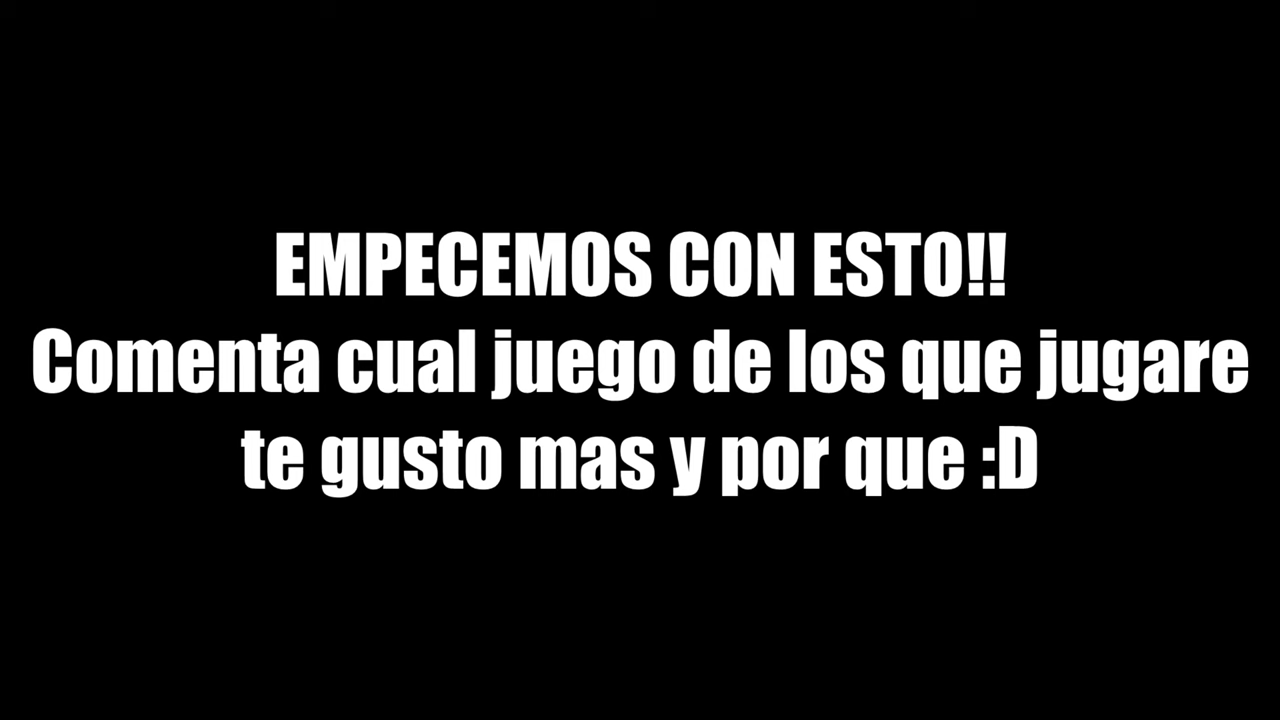 EMPECEMOS CON ESTO!!
Comenta cual juego de los que jugare
te gusto mas y por que :D